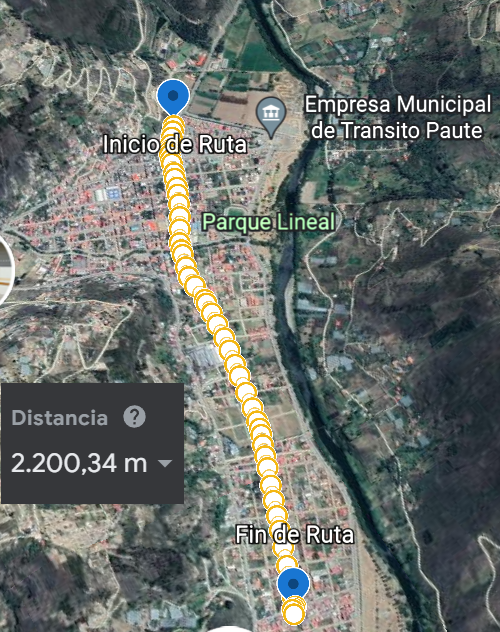 Empresa Municipal
de Transito Paute
Inicio de Ruta
Parque Lineal
Distancia ?
2.200,34 m
Fin de Ruta